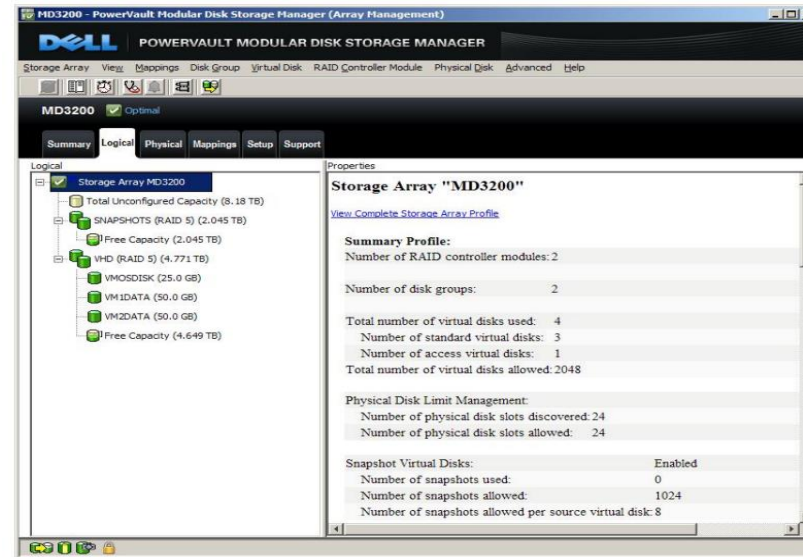 MD3200 - PowerVault Modular Disk Storage Manager (Array Management)
DELL POWERVAULT MODULAR DISK STORAGE MANAGER
Storage Array View Mappings Disk Group Virtual Disk RAID Controller Module Physical Disk Advanced Help
MD3200 Optimal
Summary Logical Physical Mappings Setup Support
Logical
Storage Array MD3200
Total Unconfigured Capacity (8.18 TB)
SNAPSHOTS (RAID 5) (2.045 TB)
Free Capacity (2.045 TB)
VHD (RAID 5) (4.771 TB)
VMOSDISK (25.0 GB)
VM1DATA (50.0 GB)
VM2DATA (50.0 GB)
Free Capacity (4.649 TB)
Properties
Storage Array "MD3200"
View Complete Storage Array Profile
Summary Profile:
Number of RAID controller modules: 2
Number of disk groups: 2
Total number of virtual disks used: 4
Number of standard virtual disks: 3
Number of access virtual disks: 1
Total number of virtual disks allowed: 2048
Physical Disk Limit Management:
Number of physical disk slots discovered: 24
Number of physical disk slots allowed: 24
Snapshot Virtual Disks: Enabled
Number of snapshots used: 0
Number of snapshots allowed: 1024
Number of snapshots allowed per source virtual disk: 8